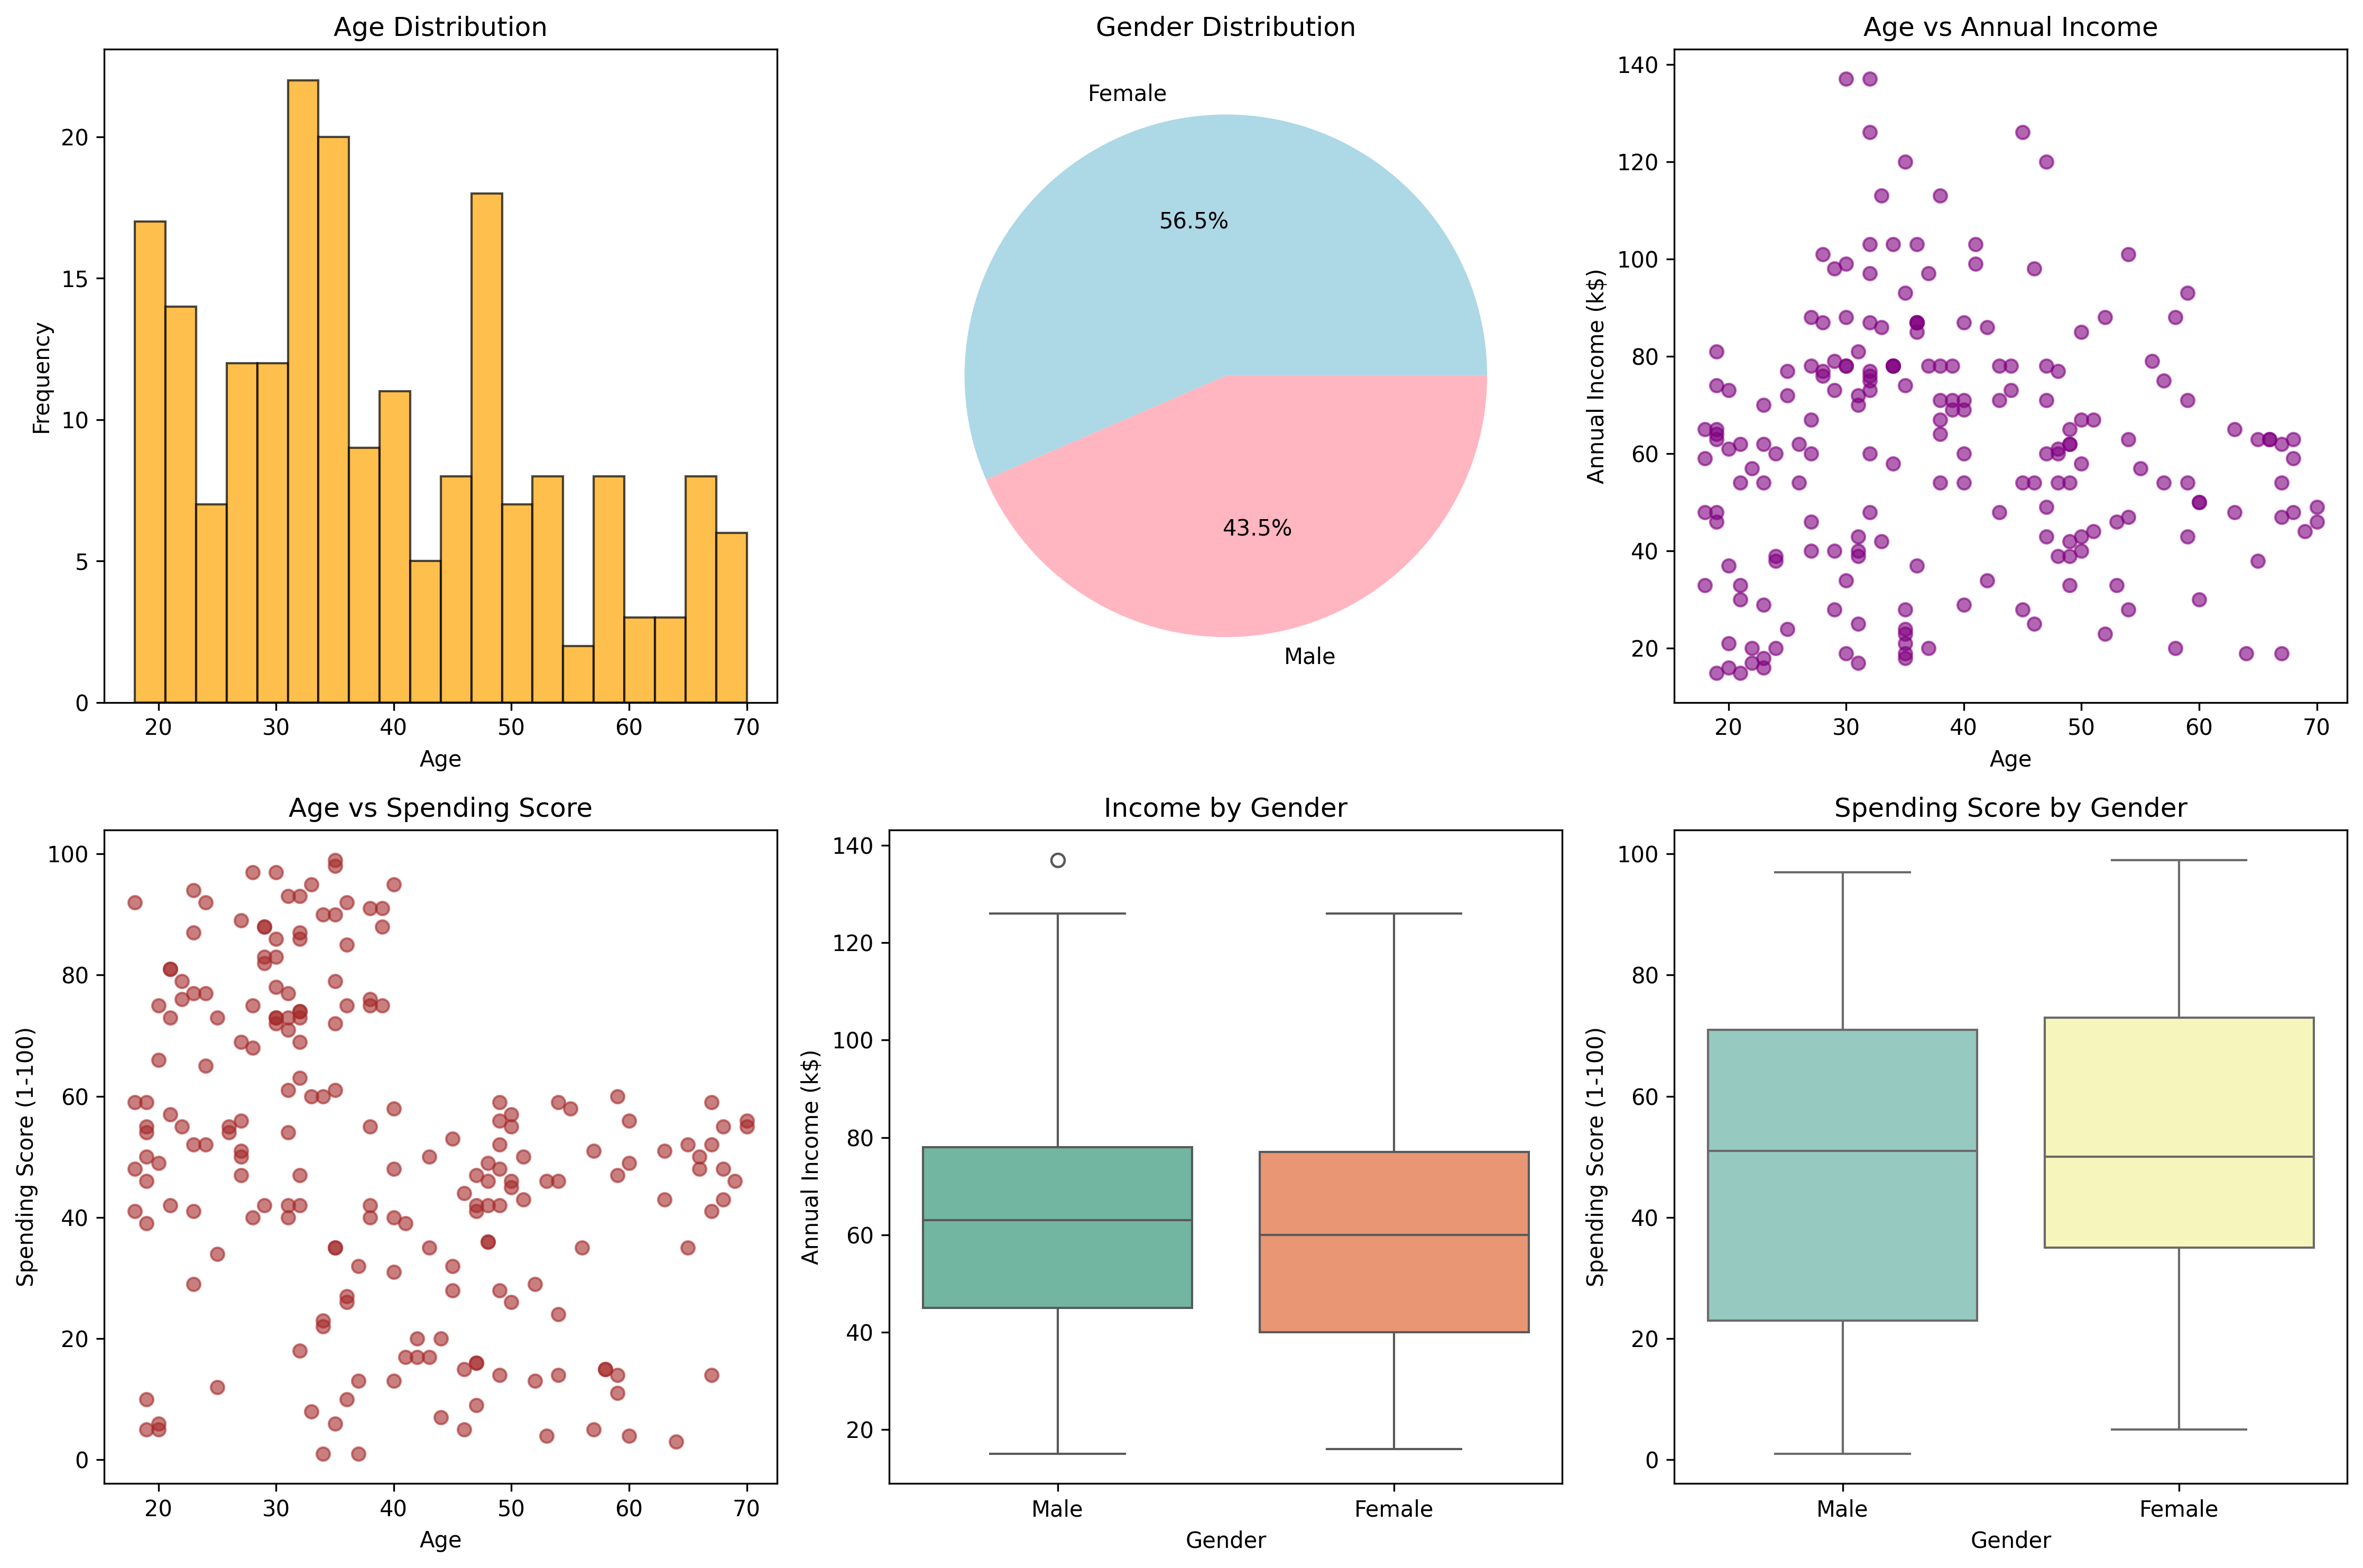 Age Distribution
Frequency
20
15
10
5
0
20 30 40 50 60 70
Age
Gender Distribution
Female
56.5%
43.5%
Male
Age vs Annual Income
Annual Income (k$)
140
120
100
80
60
40
20
20 30 40 50 60 70
Age
Age vs Spending Score
Spending Score (1-100)
100
80
60
40
20
0
20 30 40 50 60 70
Age
Income by Gender
Annual Income (k$)
140
120
100
80
60
40
20
Male Female
Gender
Spending Score by Gender
Spending Score (1-100)
100
80
60
40
20
0
Male Female
Gender